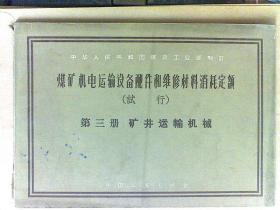 中华人民共和国煤炭工业部制订
煤矿机电运输设备配件和维修材料消耗定额
(试行)
第三册 矿井运输机械